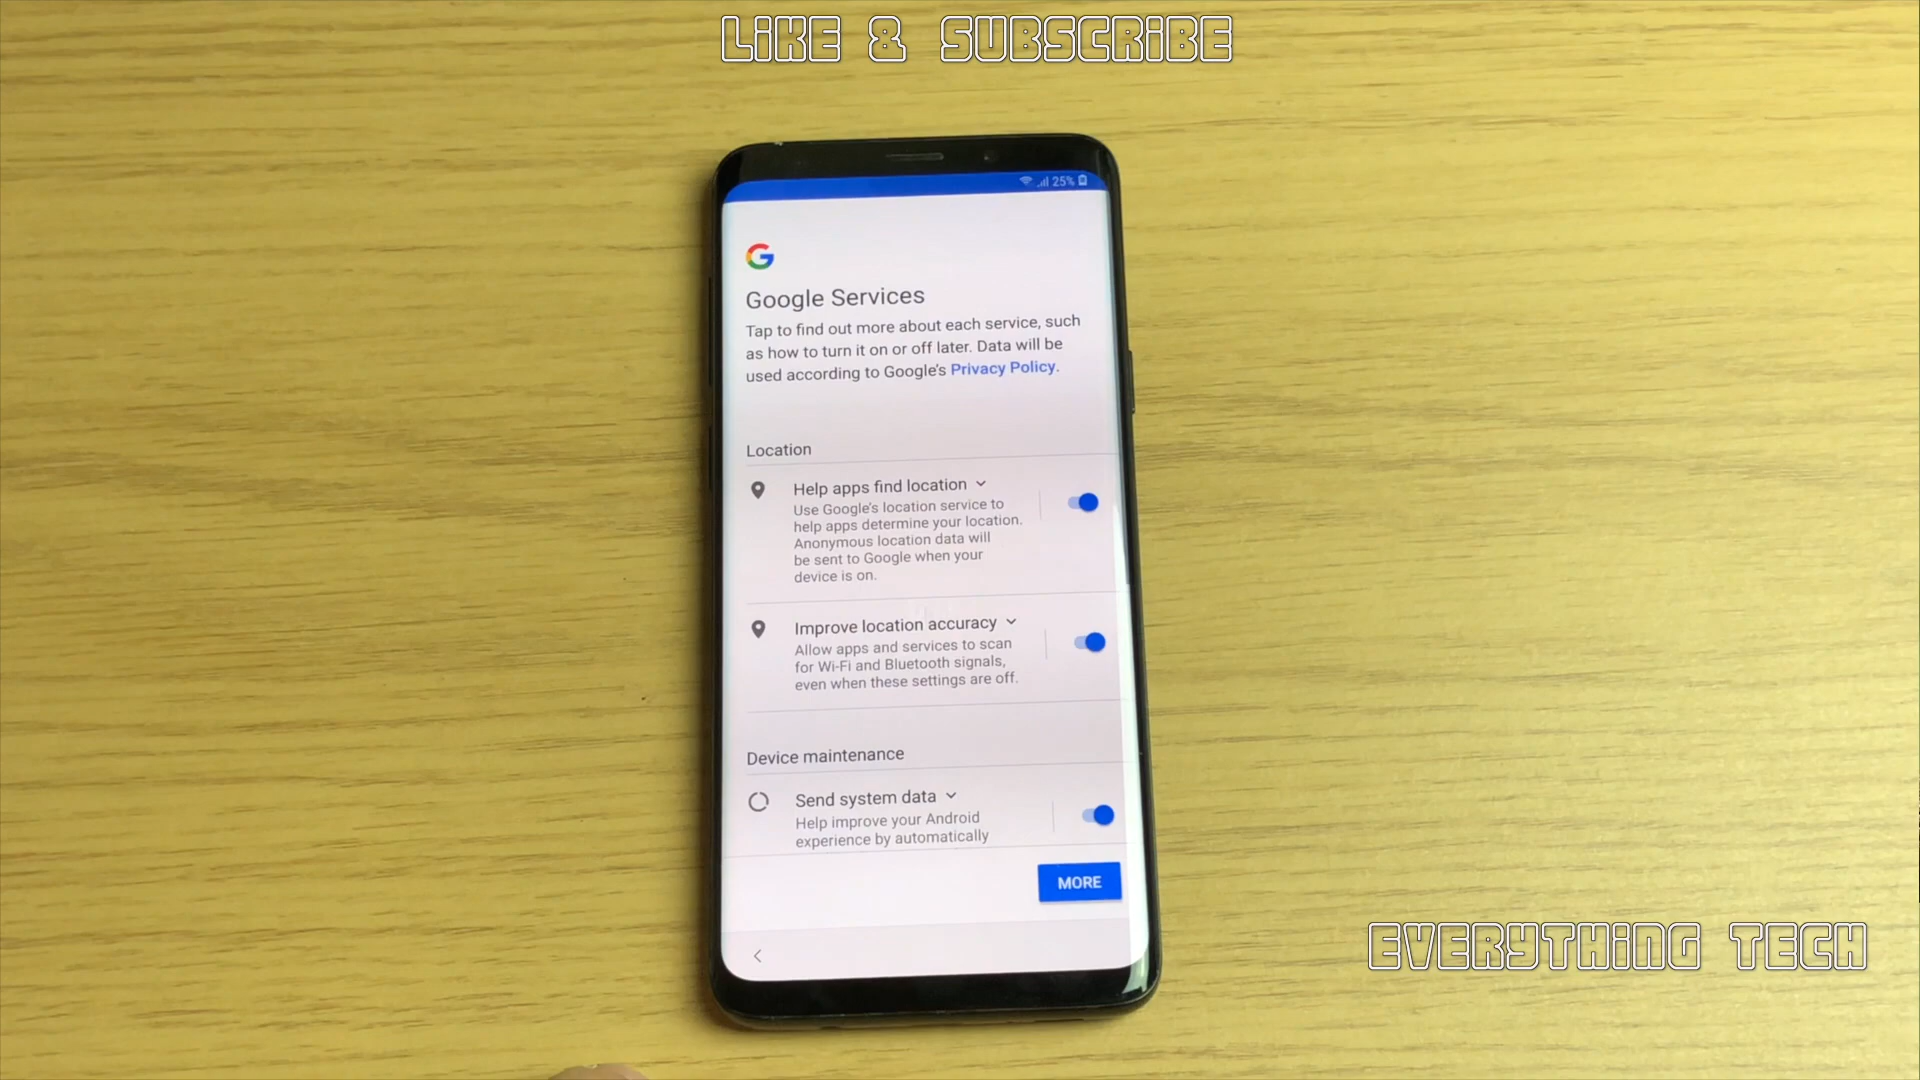 LiKE & SUBSCRiBE
25%
G
Google Services
Tap to find out more about each service, such
as how to turn it on or off later. Data will be
used according to Google's Privacy Policy.
Location
Help apps find location
Use Google's location service to
help apps determine your location.
Anonymous location data will
be sent to Google when your
device is on.
Improve location accuracy
Allow apps and services to scan
for Wi-Fi and Bluetooth signals,
even when these settings are off.
Device maintenance
Send system data
Help improve your Android
experience by automatically
MORE
EVERYTHiNG TECH